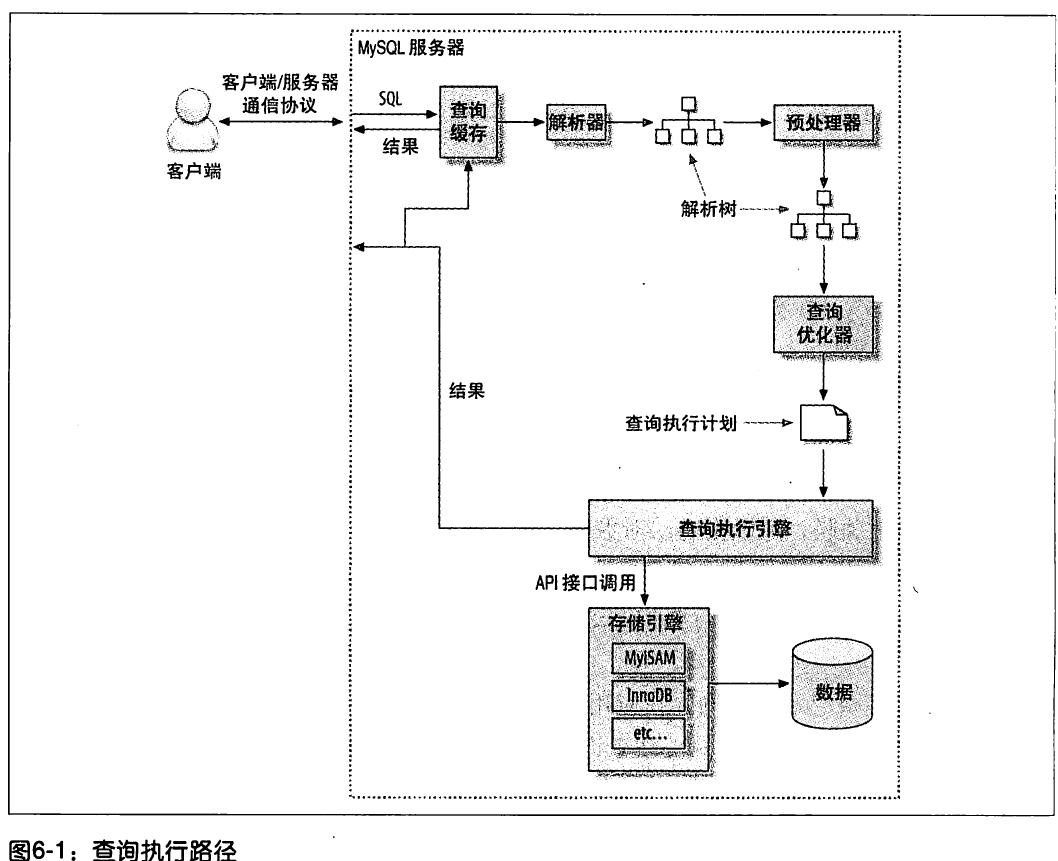 MySQL 服务器
客户端/服务器
通信协议
客户端
SQL
结果
查询
缓存
解析器
预处理器
解析树
查询
优化器
结果
查询执行计划
查询执行引擎
API 接口调用
存储引擎
MyISAM
InnoDB
etc...
数据
图6-1：查询执行路径